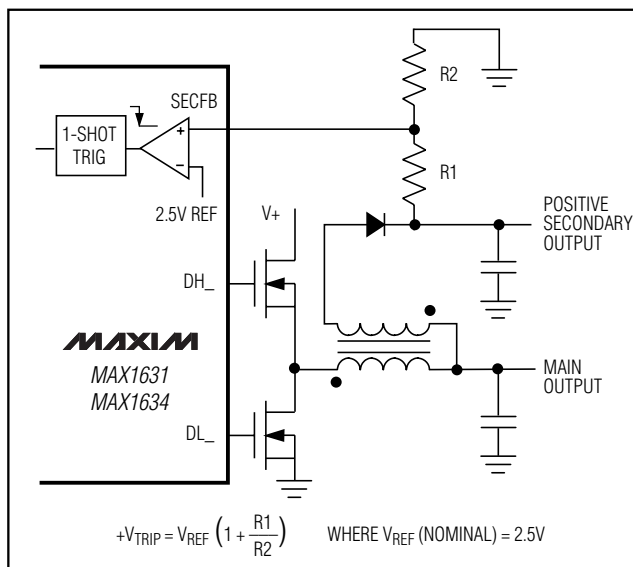 R2
SECFB
1-SHOT
TRIG
+
−
R1
2.5V REF
V+
POSITIVE
SECONDARY
OUTPUT
DH_
MAXIM
MAX1631
MAX1634
MAIN
OUTPUT
DL_
+VTRIP = VREF (1 + R1/R2) WHERE VREF (NOMINAL) = 2.5V